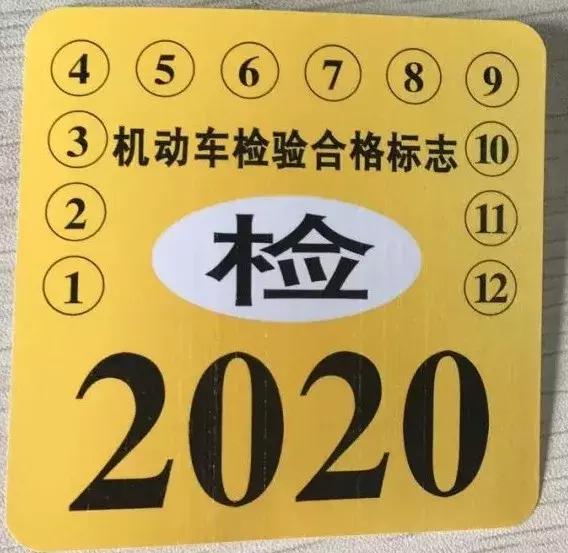 ④ ⑤ ⑥ ⑦ ⑧ ⑨
③ 机动车检验合格标志 ⑩
② ⑪
检
① ⑫
2020